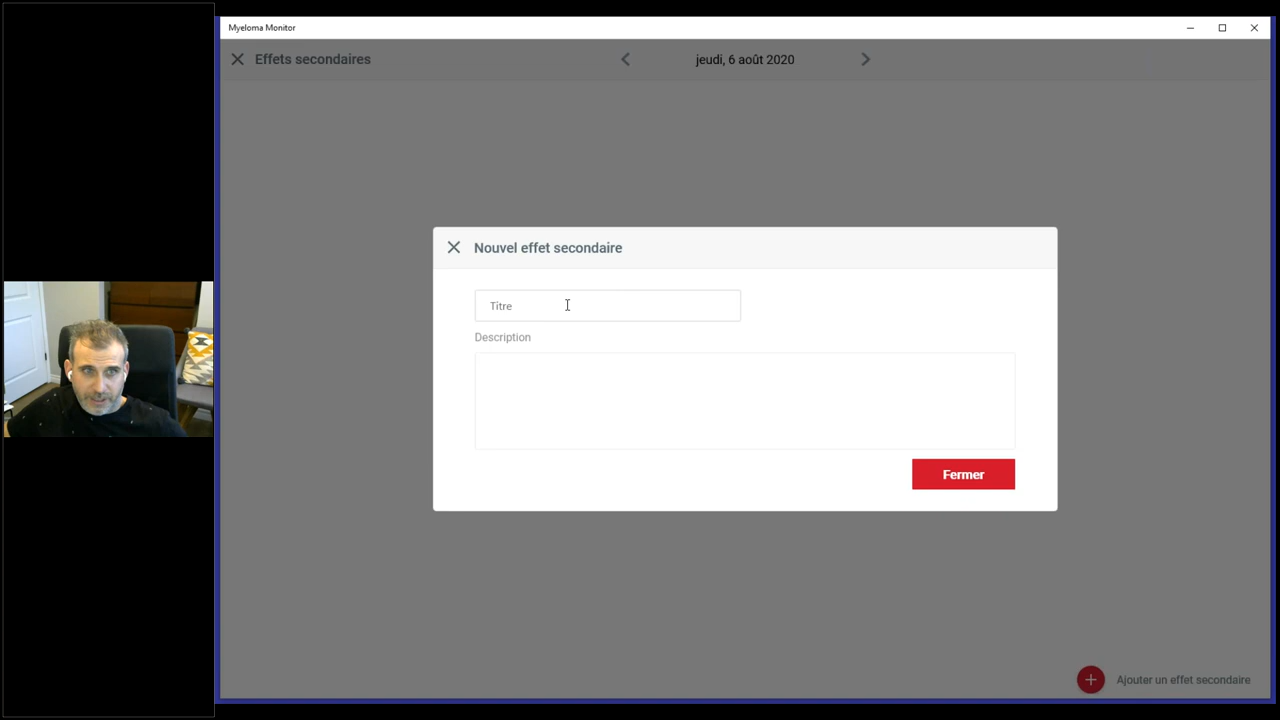 Myeloma Monitor
Effets secondaires
jeudi, 6 août 2020
Nouvel effet secondaire
Titre
Description
Fermer
Ajouter un effet secondaire